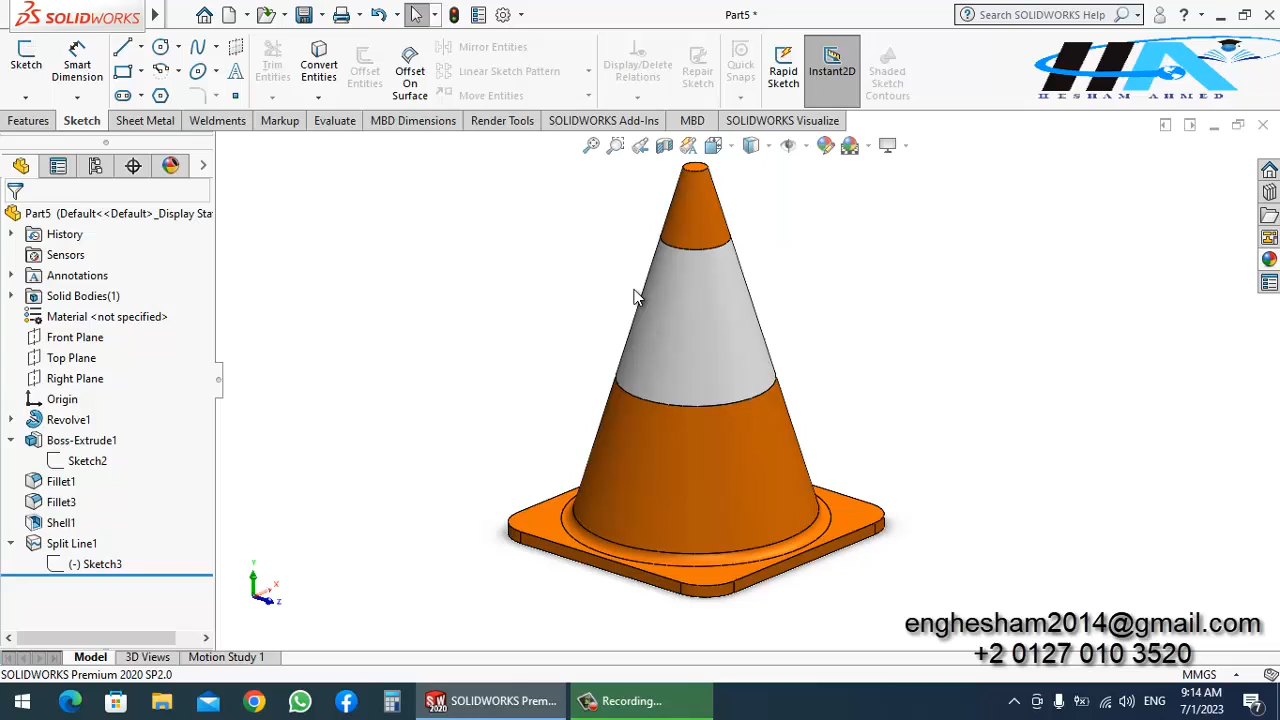 SOLIDWORKS
Part5 *
Search SOLIDWORKS Help
?
Sketch
Smart Dimension
Trim Entities
Convert Entities
Offset Entities
Offset On Surface
Mirror Entities
Linear Sketch Pattern
Move Entities
Display/Delete Relations
Repair Sketch
Quick Snaps
Rapid Sketch
Instant2D
Shaded Sketch Contours
HA
HESHAM AHMED
Features
Sketch
Sheet Metal
Weldments
Markup
Evaluate
MBD Dimensions
Render Tools
SOLIDWORKS Add-Ins
MBD
SOLIDWORKS Visualize
Part5 (Default<<Default>_Display Sta
History
Sensors
Annotations
Solid Bodies(1)
Material <not specified>
Front Plane
Top Plane
Right Plane
Origin
Revolve1
Boss-Extrude1
Sketch2
Fillet1
Fillet3
Shell1
Split Line1
(-) Sketch3
Y
X
Z
enghesham2014@gmail.com
+2 0127 010 3520
Model
3D Views
Motion Study 1
SOLIDWORKS Premium 2020 SP2.0
MMGS
SW 2020
SOLIDWORKS Prem...
Recording...
ENG
9:14 AM
7/1/2023
7